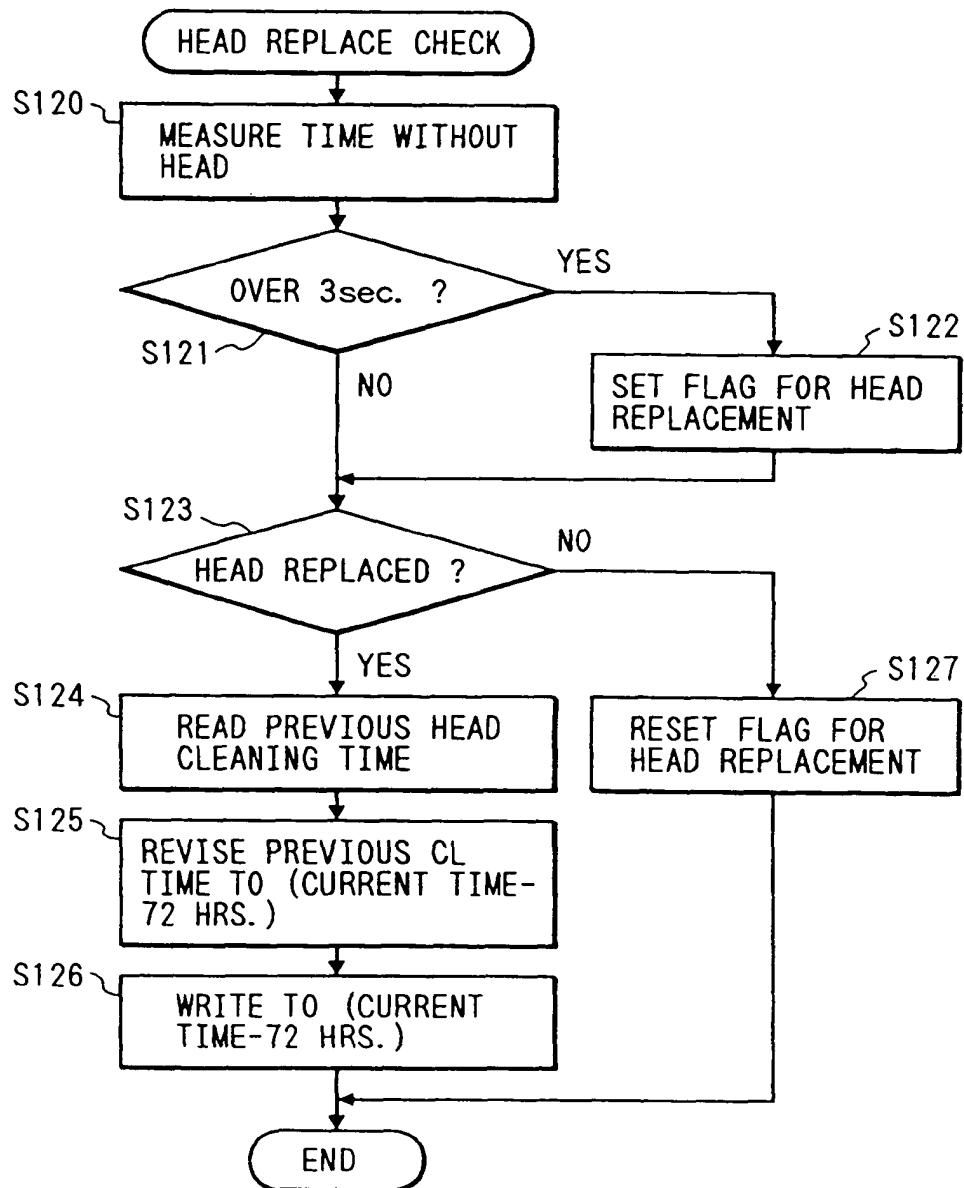 HEAD REPLACE CHECK
S120
MEASURE TIME WITHOUT
HEAD
OVER 3sec. ?
YES
S121
NO
S122
SET FLAG FOR HEAD
REPLACEMENT
S123
HEAD REPLACED ?
NO
YES
S124
READ PREVIOUS HEAD
CLEANING TIME
S127
RESET FLAG FOR
HEAD REPLACEMENT
S125
REVISE PREVIOUS CL
TIME TO (CURRENT TIME-
72 HRS.)
S126
WRITE TO (CURRENT
TIME-72 HRS.)
END